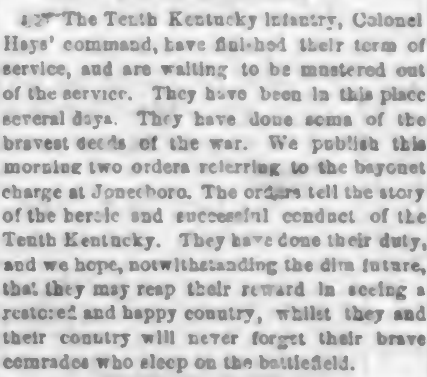 ☞The Tenth Kentucky Infantry, Colonel
Hays' command, have finished their term of
service, and are waiting to be mustered out
of the service. They have been in this place
several days. They have done some of the
bravest deeds of the war. We publish this
morning two orders referring to the bayonet
charge at Jonesboro. The orders tell the story
of the heroic and successful conduct of the
Tenth Kentucky. They have done their duty,
and we hope, notwithstanding the dim future,
that they may reap their reward in seeing a
restored and happy country, whilst they and
their country will never forget their brave
comrades who sleep on the battlefield.